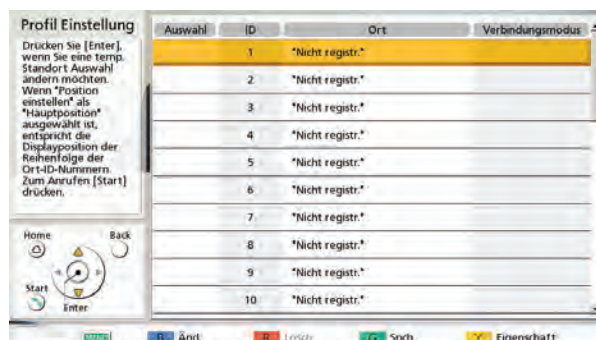 Profil Einstellung
Drücken Sie [Enter],
wenn Sie eine temp.
Standort Auswahl
ändern möchten.
Wenn "Position
einstellen" als
"Hauptposition"
ausgewählt ist,
entspricht die
Displayposition der
Reihenfolge der
Ort-ID-Nummern.
Zum Anrufen [Start]
drücken.
Home Back
Start
Enter
Auswahl ID Ort Verbindungsmodus
1 "Nicht registr."
2 "Nicht registr."
3 "Nicht registr."
4 "Nicht registr."
5 "Nicht registr."
6 "Nicht registr."
7 "Nicht registr."
8 "Nicht registr."
9 "Nicht registr."
10 "Nicht registr."
B Änd. R Löschr. G Spch. Y Eigenschaft